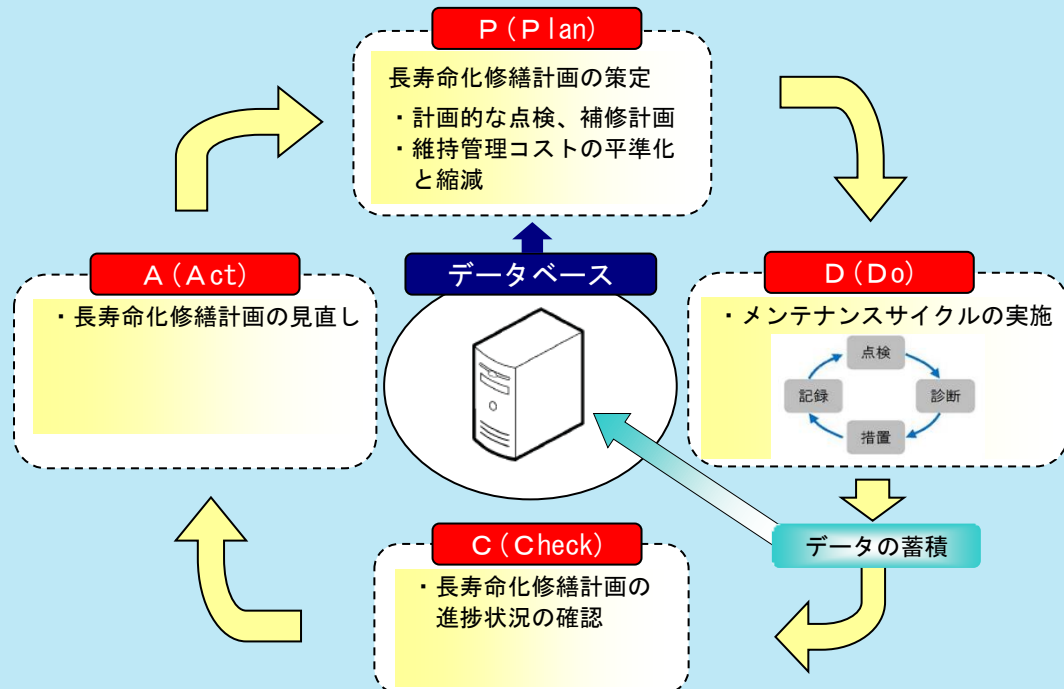 P(Plan)
長寿命化修繕計画の策定
・計画的な点検、補修計画
・維持管理コストの平準化
と縮減
A(Act)
・長寿命化修繕計画の見直し
データベース
D(Do)
・メンテナンスサイクルの実施
点検
記録
診断
措置
データの蓄積
C(Check)
・長寿命化修繕計画の
進捗状況の確認